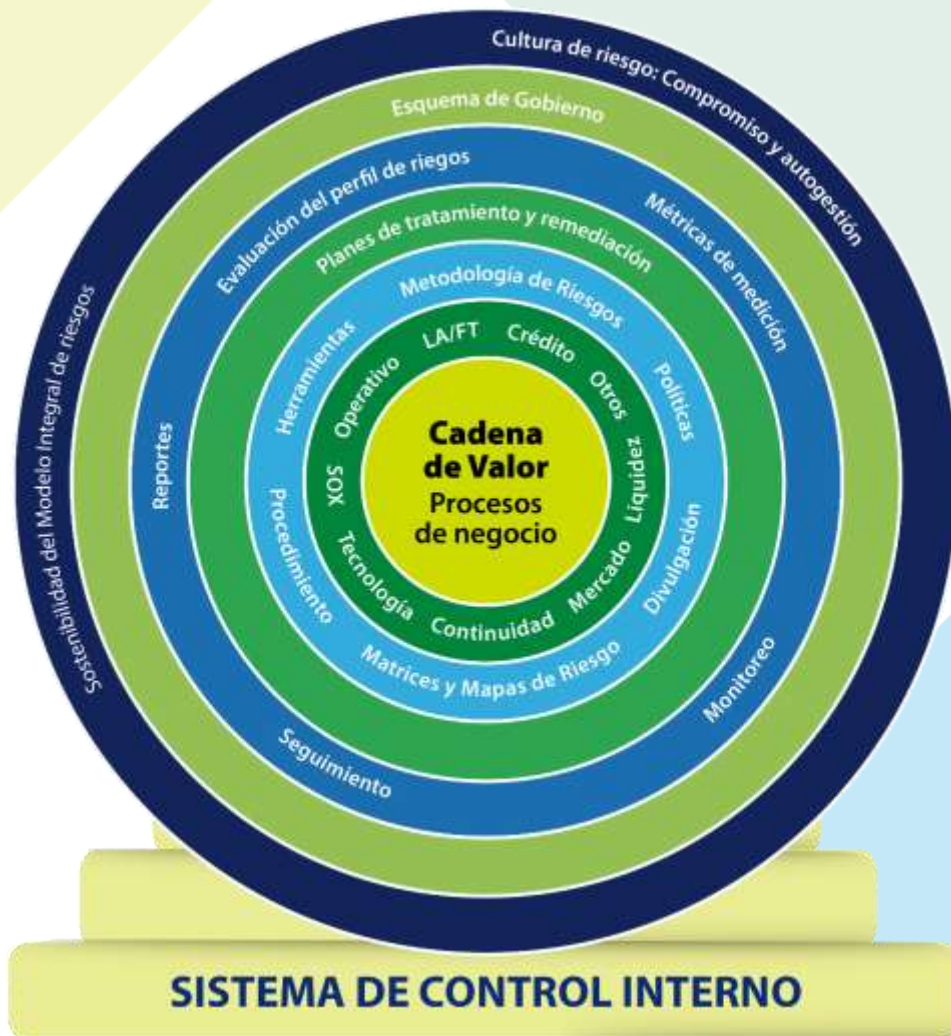 Cultura de riesgo: Compromiso y autogestión
Sostenibilidad del Modelo Integral de riesgos
Esquema de Gobierno
Evaluación del perfil de riegos
Métricas de medición
Monitoreo
Seguimiento
Reportes
Planes de tratamiento y remediación
Metodología de Riesgos
Políticas
Divulgación
Matrices y Mapas de Riesgo
Procedimiento
Herramientas
LA/FT
Crédito
Otros
Liquidez
Mercado
Continuidad
Tecnología
SOX
Operativo
Cadena
de Valor
Procesos
de negocio
SISTEMA DE CONTROL INTERNO